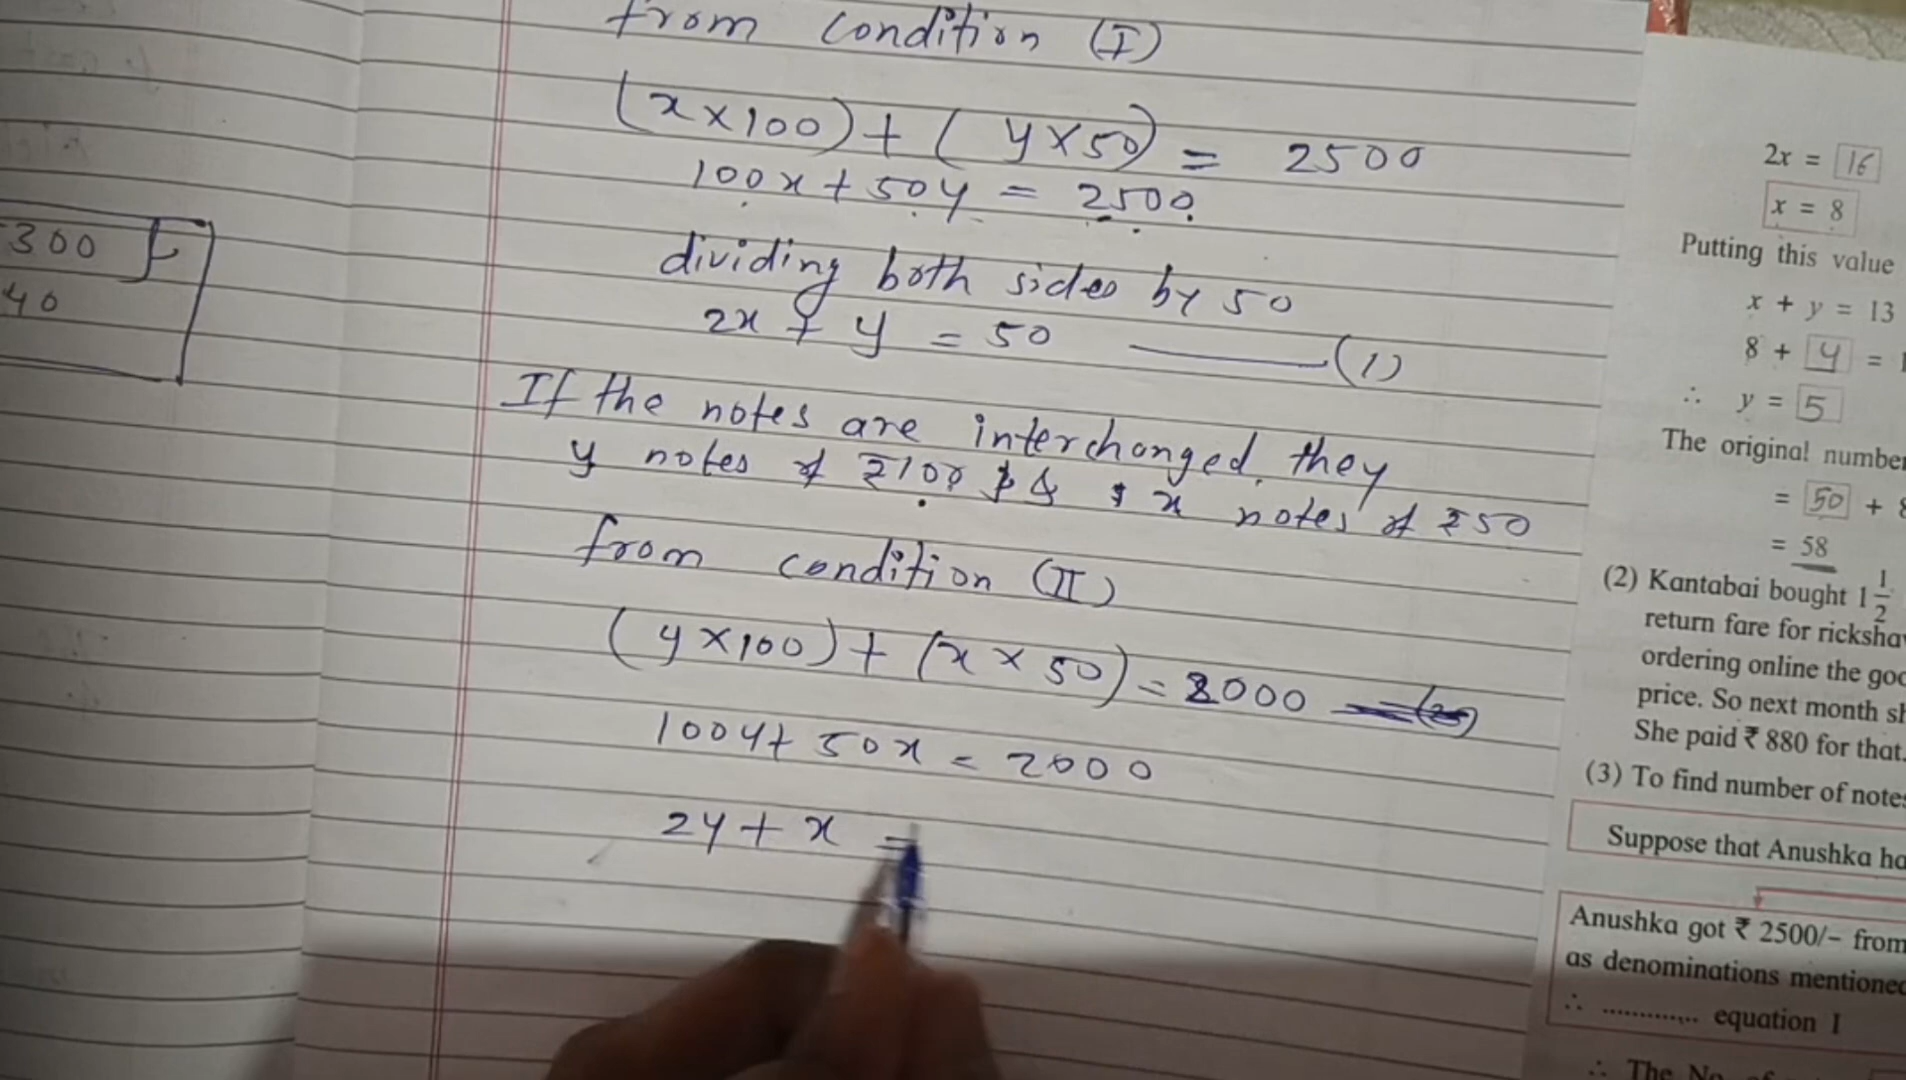 from condition (I)
(x×100)+(y×50) = 2500
100x+50y = 2500
dividing both sides by 50
2x + y = 50 (1)
If the notes are interchanged, they
y notes of ₹100 & x notes of ₹50
from condition (II)
(y×100)+(x×50)=2000
100y+50x=2000
2y+x =
300
40
2x = 16
x = 8
Putting this value
x + y = 13
8 + y =
∴ y = 5
The original number
= 50 + 8
= 58
(2) Kantabai bought 1 1/2
return fare for ricksha
ordering online the goo
price. So next month sh
She paid ₹ 880 for that.
(3) To find number of notes
Suppose that Anushka ha
Anushka got ₹ 2500/- from
as denominations mentioned
∴ .............. equation I
∴ The No. of